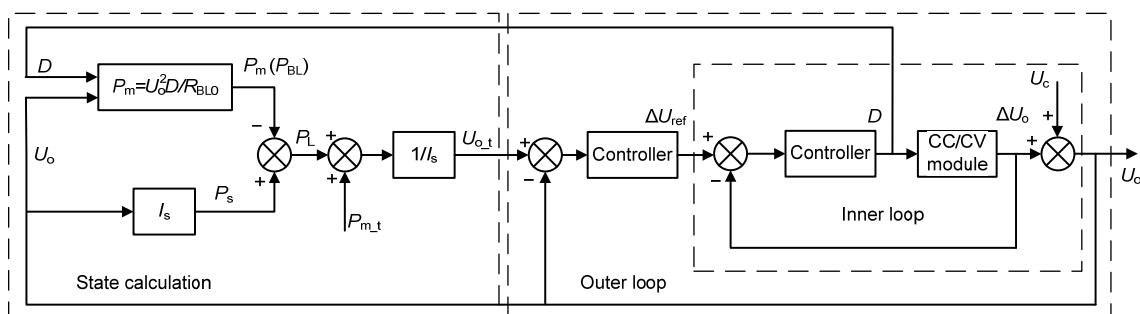 D
Pm=Uo²D/RBL0
Pm(PBL)
Uo
Is
Ps
−
+
PL
+
+
Pm_t
1/Is
Uo_t
State calculation
+
−
Controller
ΔUref
+
−
Controller
D
CC/CV
module
ΔUo
Uc
+
+
Uo
Inner loop
Outer loop